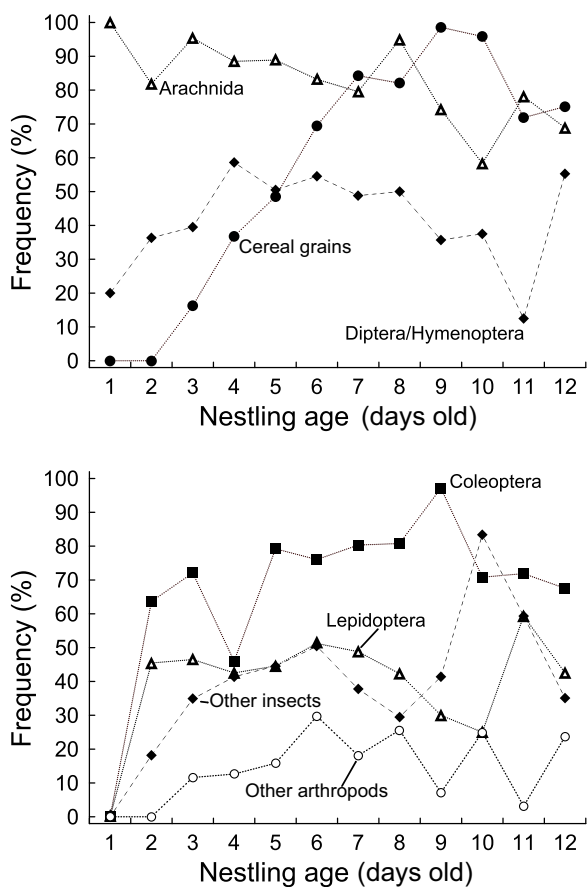 100
90
80
70
60
50
40
30
20
10
0
Frequency (%)
Arachnida
Cereal grains
Diptera/Hymenoptera
1 2 3 4 5 6 7 8 9 10 11 12
Nestling age (days old)
100
90
80
70
60
50
40
30
20
10
0
Frequency (%)
Coleoptera
Lepidoptera
Other insects
Other arthropods
1 2 3 4 5 6 7 8 9 10 11 12
Nestling age (days old)